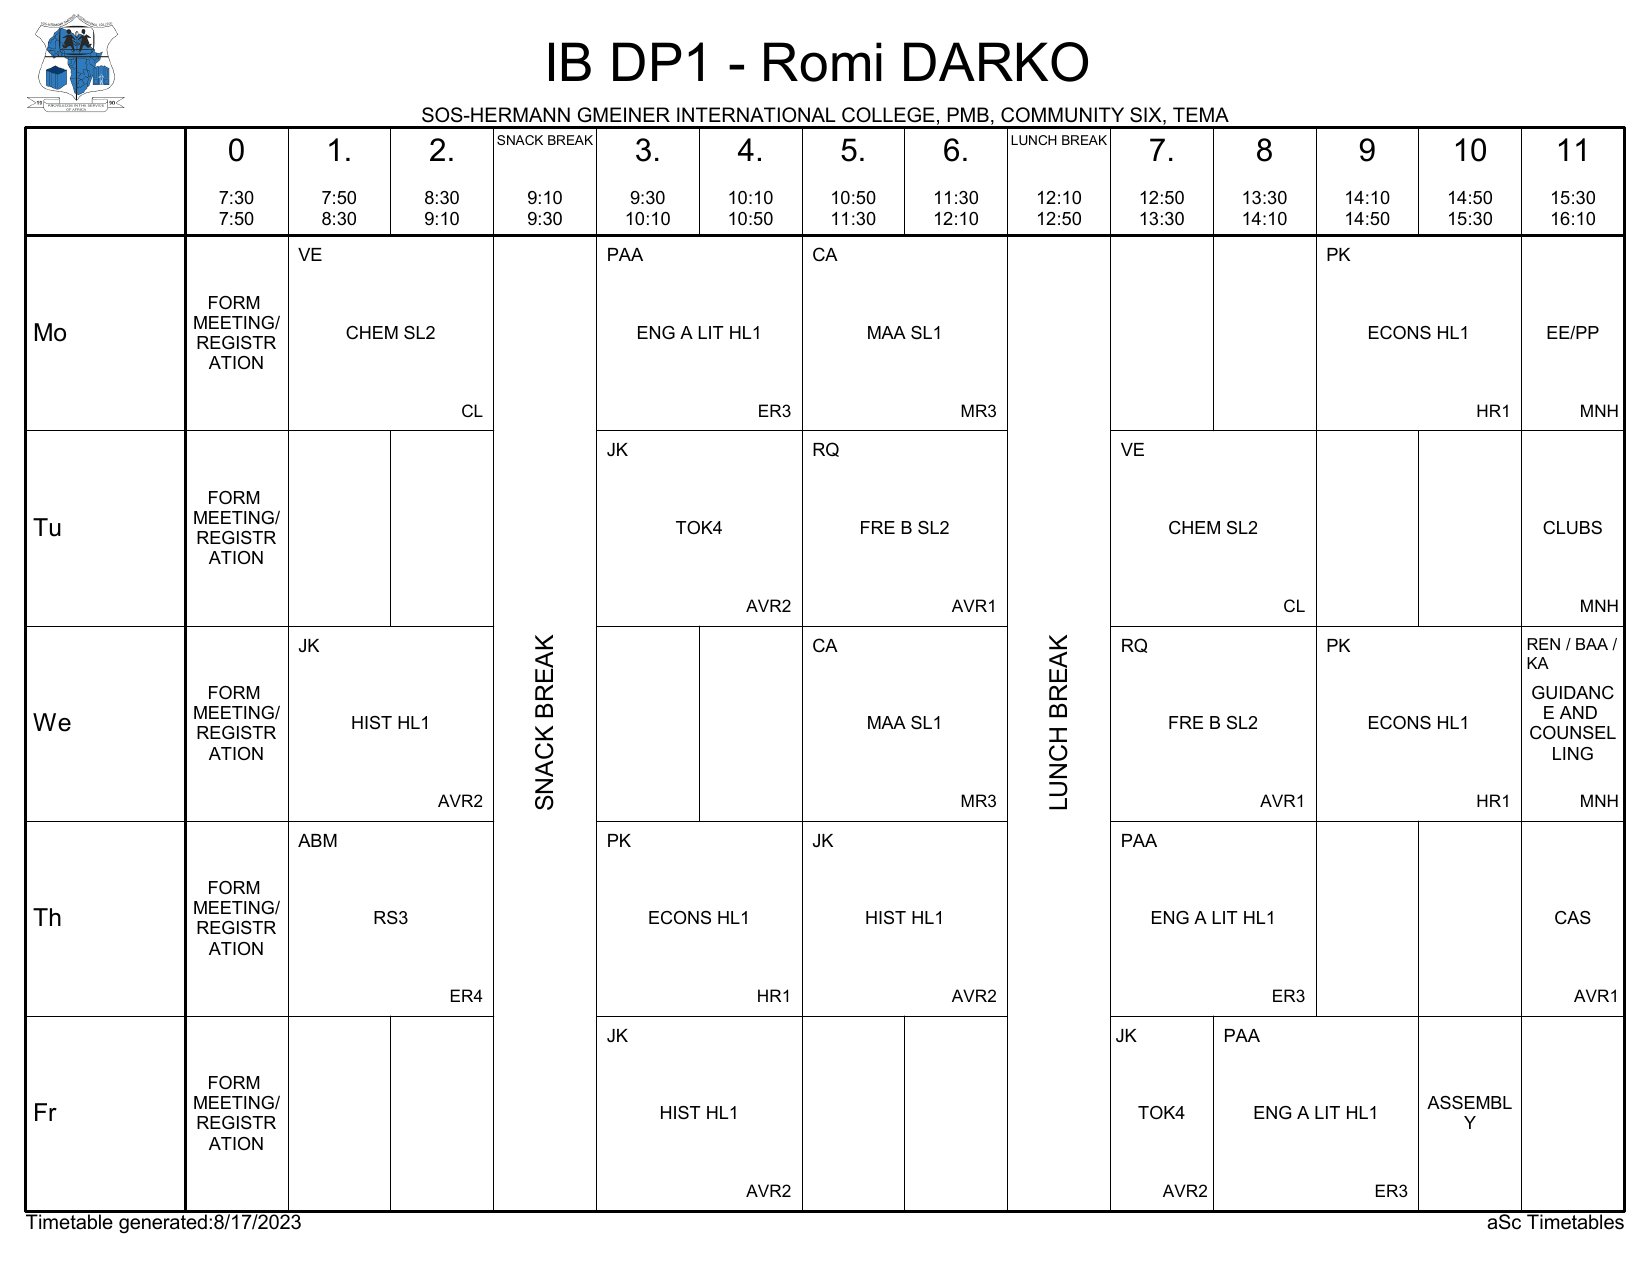 IB DP1 - Romi DARKO
SOS-HERMANN GMEINER INTERNATIONAL COLLEGE, PMB, COMMUNITY SIX, TEMA
0 1. 2. SNACK BREAK 3. 4. 5. 6. LUNCH BREAK 7. 8 9 10 11
7:30 7:50 8:30 9:10 9:30 10:10 10:50 11:30 12:10 12:50 13:30 14:10 14:50 15:30
7:50 8:30 9:10 9:30 10:10 10:50 11:30 12:10 12:50 13:30 14:10 14:50 15:30 16:10
Mo
FORM
MEETING/
REGISTR
ATION
VE
CHEM SL2
CL
PAA
ENG A LIT HL1
ER3
CA
MAA SL1
MR3
PK
ECONS HL1
HR1
EE/PP
MNH
Tu
FORM
MEETING/
REGISTR
ATION
JK
TOK4
AVR2
RQ
FRE B SL2
AVR1
VE
CHEM SL2
CL
CLUBS
MNH
We
FORM
MEETING/
REGISTR
ATION
JK
HIST HL1
AVR2
SNACK BREAK
CA
MAA SL1
MR3
LUNCH BREAK
RQ
FRE B SL2
AVR1
PK
ECONS HL1
HR1
REN / BAA /
KA
GUIDANC
E AND
COUNSEL
LING
MNH
Th
FORM
MEETING/
REGISTR
ATION
ABM
RS3
ER4
PK
ECONS HL1
HR1
JK
HIST HL1
AVR2
PAA
ENG A LIT HL1
ER3
CAS
AVR1
Fr
FORM
MEETING/
REGISTR
ATION
JK
HIST HL1
AVR2
JK
TOK4
AVR2
PAA
ENG A LIT HL1
ER3
ASSEMBL
Y
Timetable generated:8/17/2023
aSc Timetables